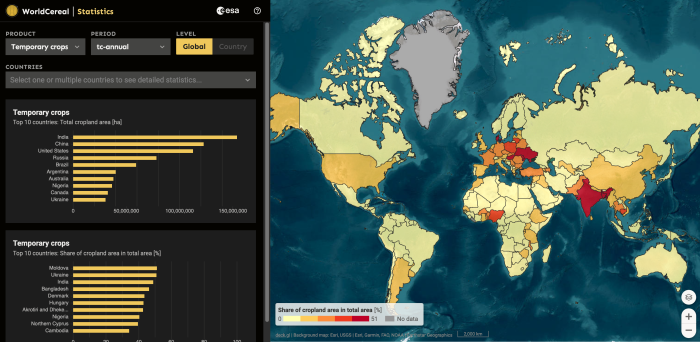 WorldCereal | Statistics
esa
PRODUCT
PERIOD
LEVEL
Temporary crops
tc-annual
Global
Country
COUNTRIES
Select one or multiple countries to see detailed statistics...
Temporary crops
Top 10 countries: Total cropland area [ha]
India
China
United States
Russia
Brazil
Argentina
Australia
Nigeria
Canada
Ukraine
0
50,000,000
100,000,000
150,000,000
Temporary crops
Top 10 countries: Share of cropland area in total area [%]
Moldova
Ukraine
India
Bangladesh
Denmark
Hungary
Akrotiri and Dheke...
Nigeria
Northern Cyprus
Cambodia
0
20
40
60
80
100
Share of cropland area in total area [%]
0
51
No data
deck.gl | Background map: Esri, USGS | Esri, Garmin, FAO, NOAA
Geographics
2,000 km
+
−